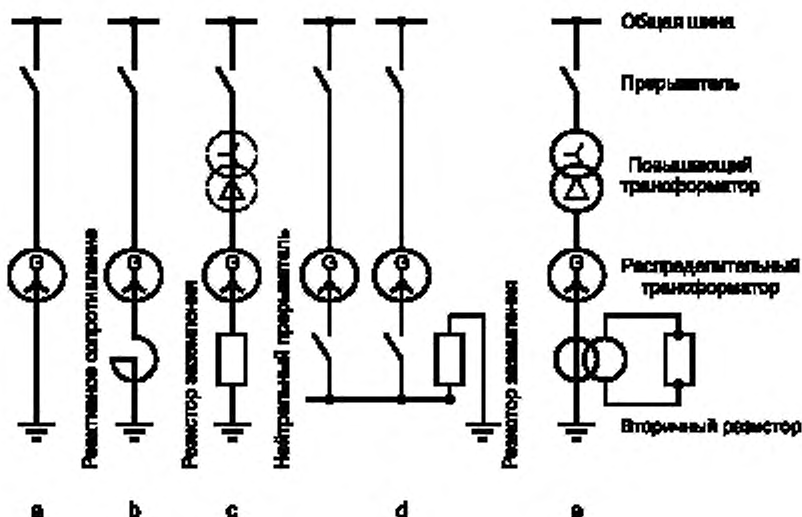 Общая шина
Прерыватель
Повышающий
трансформатор
Распределительный
трансформатор
Вторичный резистор
Реактивное сопротивление
Резистор заземления
Нейтральный прерыватель
Резистор заземления
G
G
G
G
G
G
a
b
c
d
e